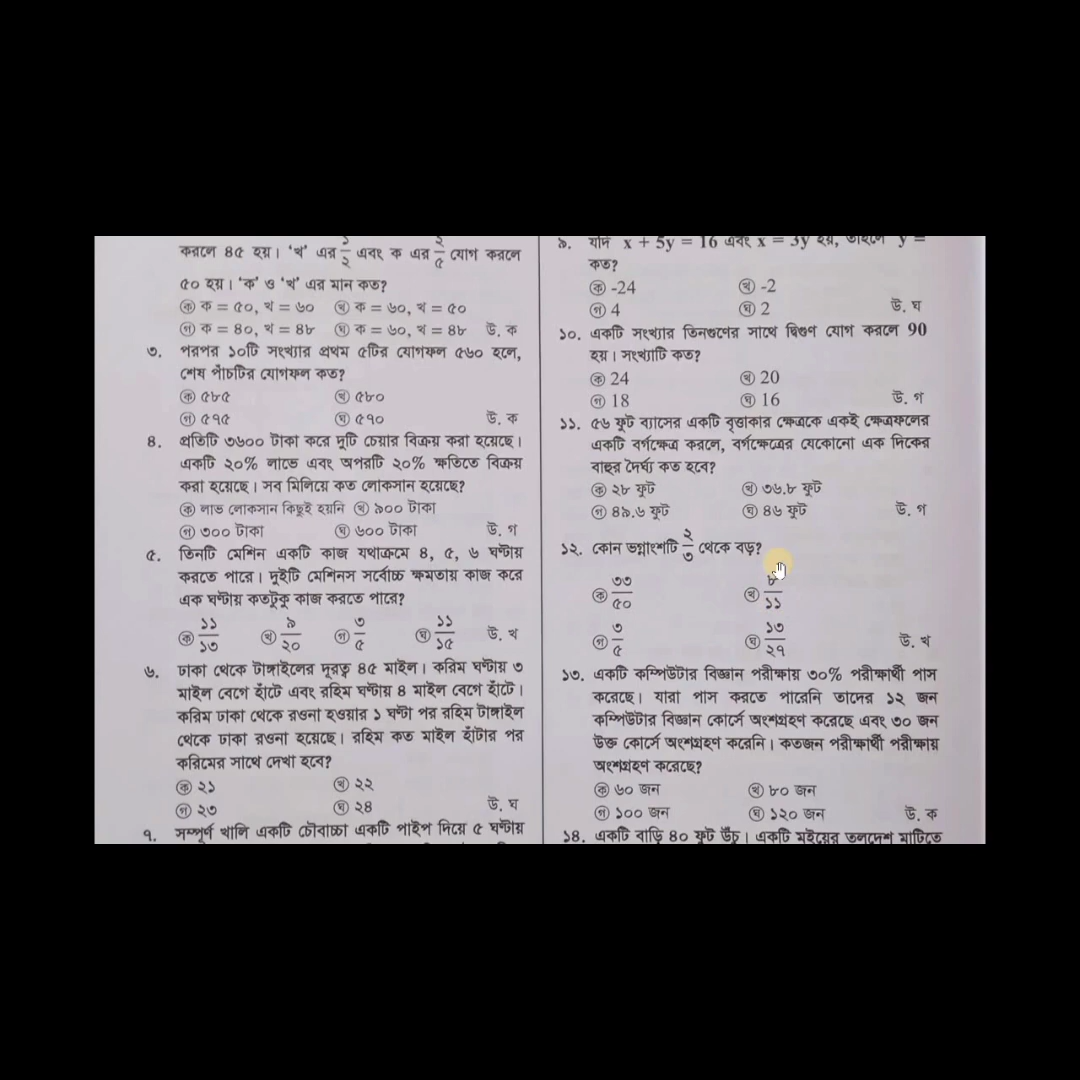 করলে ৪৫ হয়। 'খ' এর ১/২ এবং ক এর ২/৫ যোগ করলে
৫০ হয়। 'ক' ও 'খ' এর মান কত?
ক ক = ৫০, খ = ৬০ খ ক = ৬০, খ = ৫০
গ ক = ৪০, খ = ৪৮ ঘ ক = ৬০, খ = ৪৮ উ. ক
৩. পরপর ১০টি সংখ্যার প্রথম ৫টির যোগফল ৫৬০ হলে,
শেষ পাঁচটির যোগফল কত?
ক ৫৮৫ খ ৫৮০
গ ৫৭৫ ঘ ৫৭০ উ. ক
৪. প্রতিটি ৩৬০০ টাকা করে দুটি চেয়ার বিক্রয় করা হয়েছে।
একটি ২০% লাভে এবং অপরটি ২০% ক্ষতিতে বিক্রয়
করা হয়েছে। সব মিলিয়ে কত লোকসান হয়েছে?
ক লাভ লোকসান কিছুই হয়নি খ ৯০০ টাকা
গ ৩০০ টাকা ঘ ৬০০ টাকা উ. গ
৫. তিনটি মেশিন একটি কাজ যথাক্রমে ৪, ৫, ৬ ঘণ্টায়
করতে পারে। দুইটি মেশিনস সর্বোচ্চ ক্ষমতায় কাজ করে
এক ঘণ্টায় কতটুকু কাজ করতে পারে?
ক ১১/১৩ খ ৯/২০ গ ৩/৫ ঘ ১১/১৫ উ. খ
৬. ঢাকা থেকে টাঙ্গাইলের দূরত্ব ৪৫ মাইল। করিম ঘণ্টায় ৩
মাইল বেগে হাঁটে এবং রহিম ঘণ্টায় ৪ মাইল বেগে হাঁটে।
করিম ঢাকা থেকে রওনা হওয়ার ১ ঘণ্টা পর রহিম টাঙ্গাইল
থেকে ঢাকা রওনা হয়েছে। রহিম কত মাইল হাঁটার পর
করিমের সাথে দেখা হবে?
ক ২১ খ ২২
গ ২৩ ঘ ২৪ উ. ঘ
৭. সম্পূর্ণ খালি একটি চৌবাচ্চা একটি পাইপ দিয়ে ৫ ঘণ্টায়
৯. যদি x + 5y = 16 এবং x = 3y হয়, তাহলে y =
কত?
ক -24 খ -2
গ 4 ঘ 2 উ. ঘ
১০. একটি সংখ্যার তিনগুণের সাথে দ্বিগুণ যোগ করলে 90
হয়। সংখ্যাটি কত?
ক 24 খ 20
গ 18 ঘ 16 উ. গ
১১. ৫৬ ফুট ব্যাসের একটি বৃত্তাকার ক্ষেত্রকে একই ক্ষেত্রফলের
একটি বর্গক্ষেত্র করলে, বর্গক্ষেত্রের যেকোনো এক দিকের
বাহুর দৈর্ঘ্য কত হবে?
ক ২৮ ফুট খ ৩৬.৮ ফুট
গ ৪৯.৬ ফুট ঘ ৪৬ ফুট উ. গ
১২. কোন ভগ্নাংশটি ২/৩ থেকে বড়?
ক ৩৩/৫০ খ ৮/১১
গ ৩/৫ ঘ ১৩/২৭ উ. খ
১৩. একটি কম্পিউটার বিজ্ঞান পরীক্ষায় ৩০% পরীক্ষার্থী পাস
করেছে। যারা পাস করতে পারেনি তাদের ১২ জন
কম্পিউটার বিজ্ঞান কোর্সে অংশগ্রহণ করেছে এবং ৩০ জন
উক্ত কোর্সে অংশগ্রহণ করেনি। কতজন পরীক্ষার্থী পরীক্ষায়
অংশগ্রহণ করেছে?
ক ৬০ জন খ ৮০ জন
গ ১০০ জন ঘ ১২০ জন উ. ক
১৪. একটি বাড়ি ৪০ ফুট উঁচু। একটি মইয়ের তলদেশ মাটিতে